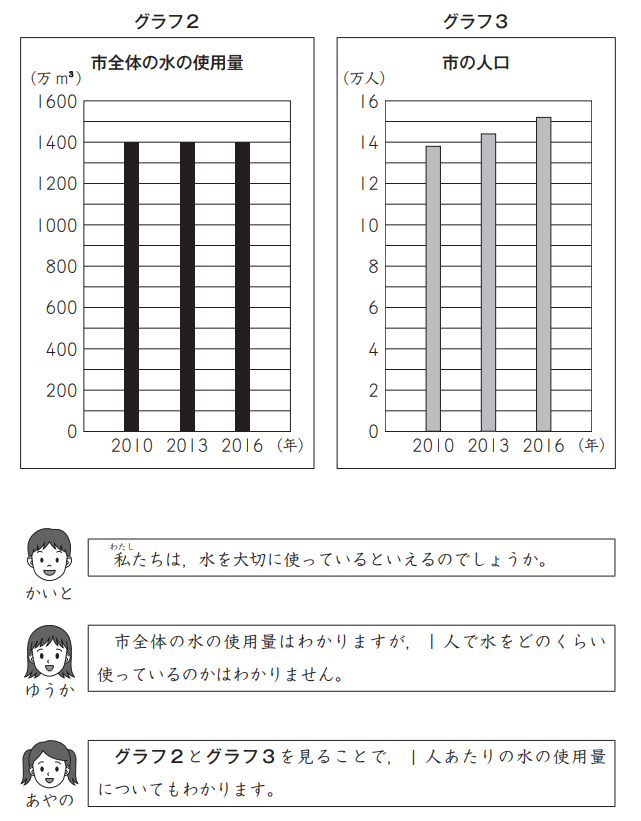 グラフ2
市全体の水の使用量
(万 m³)
1600
1400
1200
1000
800
600
400
200
0
2010 2013 2016 (年)
グラフ3
市の人口
(万人)
16
14
12
10
8
6
4
2
0
2010 2013 2016 (年)
わたし
私たちは，水を大切に使っているといえるのでしょうか。
かいと
市全体の水の使用量はわかりますが，1人で水をどのくらい
使っているのかはわかりません。
ゆうか
グラフ2とグラフ3を見ることで，1人あたりの水の使用量
についてもわかります。
あやの